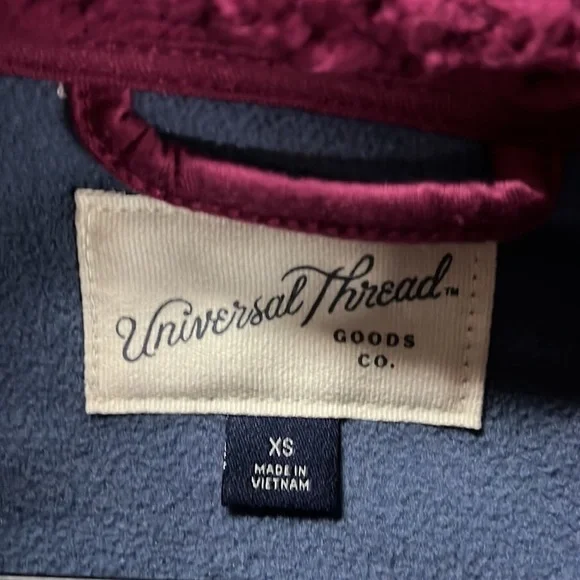 Universal Thread™
GOODS
CO.
XS
MADE IN
VIETNAM